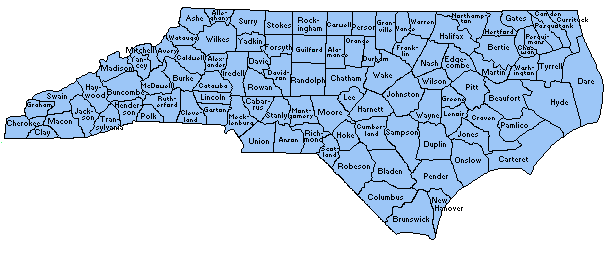 Ashe
Alle-
ghany
Surry
Stokes
Rock-
ingham
Caswell
Person
Gran-
ville
Vance
Warren
Northamp-
ton
Gates
Camden
Currituck
Pasquotank
Hertford
Halifax
Per-
qui-
mans
Chowan
Watauga
Wilkes
Yadkin
Forsyth
Guilford
Ala-
mance
Orange
Durham
Frank-
lin
Nash
Edge-
combe
Bertie
Martin
Wash-
ington
Tyrrell
Dare
Mitchell
Avery
Yan-
cey
Madison
Caldwell
Alex-
ander
Iredell
Davie
David-
son
Randolph
Chatham
Wake
Wilson
Pitt
Beaufort
Hyde
Burke
McDowell
Buncombe
Hay-
wood
Swain
Graham
Catawba
Rowan
Lincoln
Gaston
Cabar-
rus
Stanly
Mont-
gomery
Moore
Lee
Harnett
Johnston
Wayne
Greene
Lenoir
Craven
Pamlico
Cherokee
Clay
Macon
Jack-
son
Tran-
sylvania
Hender-
son
Polk
Ruth-
erford
Cleve-
land
Meck-
lenburg
Union
Anson
Rich-
mond
Scot-
land
Hoke
Cumber
land
Sampson
Duplin
Jones
Onslow
Carteret
Robeson
Bladen
Pender
Columbus
Brunswick
New
Hanover